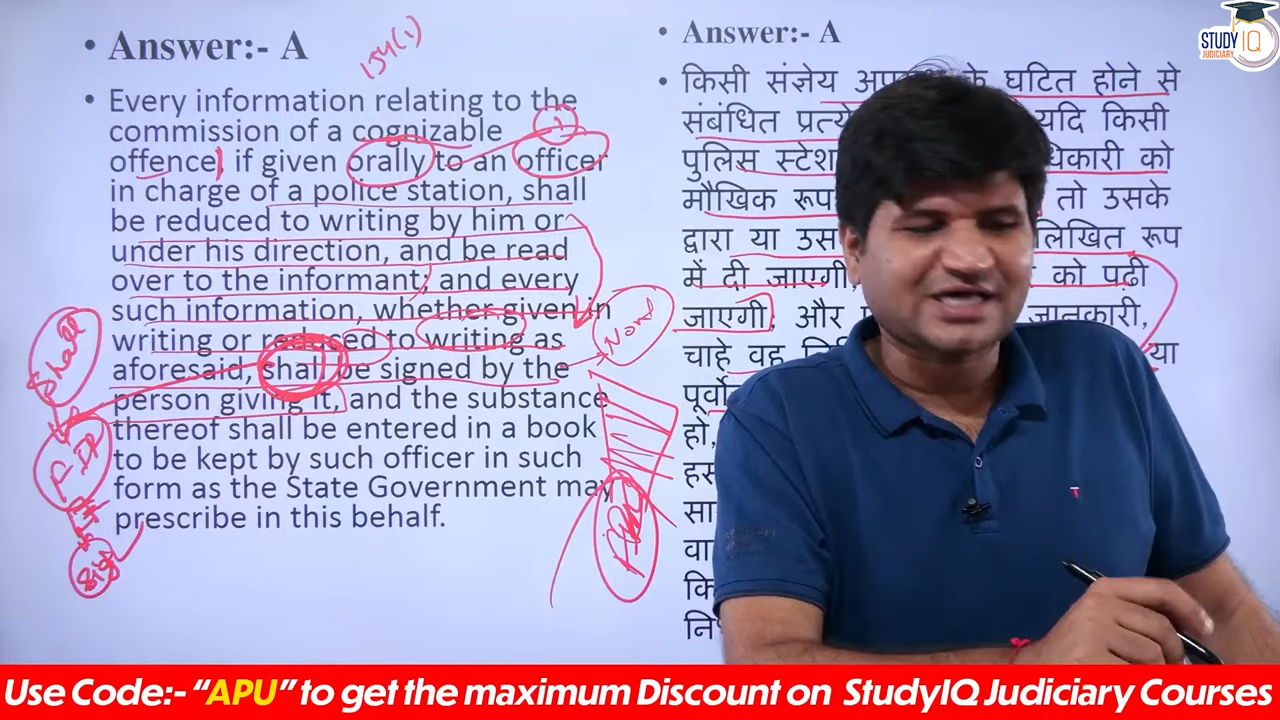 • Answer:- A
154(1)
• Every information relating to the
commission of a cognizable
offence, if given orally to an officer
in charge of a police station, shall
be reduced to writing by him or
under his direction, and be read
over to the informant; and every
such information, whether given in
writing or reduced to writing as
aforesaid, shall be signed by the
person giving it, and the substance
thereof shall be entered in a book
to be kept by such officer in such
form as the State Government may
prescribe in this behalf.
Shall
FIR
Sign
• Answer:- A
• किसी संज्ञेय के घटित होने से
संबंधित यदि किसी
पुलिस को
मौखिक तो उसके
द्वारा या लिखित रूप
में दी जाएगी, को पढ़ी
जाएगी; और जानकारी,
चाहे वह या
हो,
STUDY IQ
JUDICIARY
Use Code:- “APU” to get the maximum Discount on StudyIQ Judiciary Courses